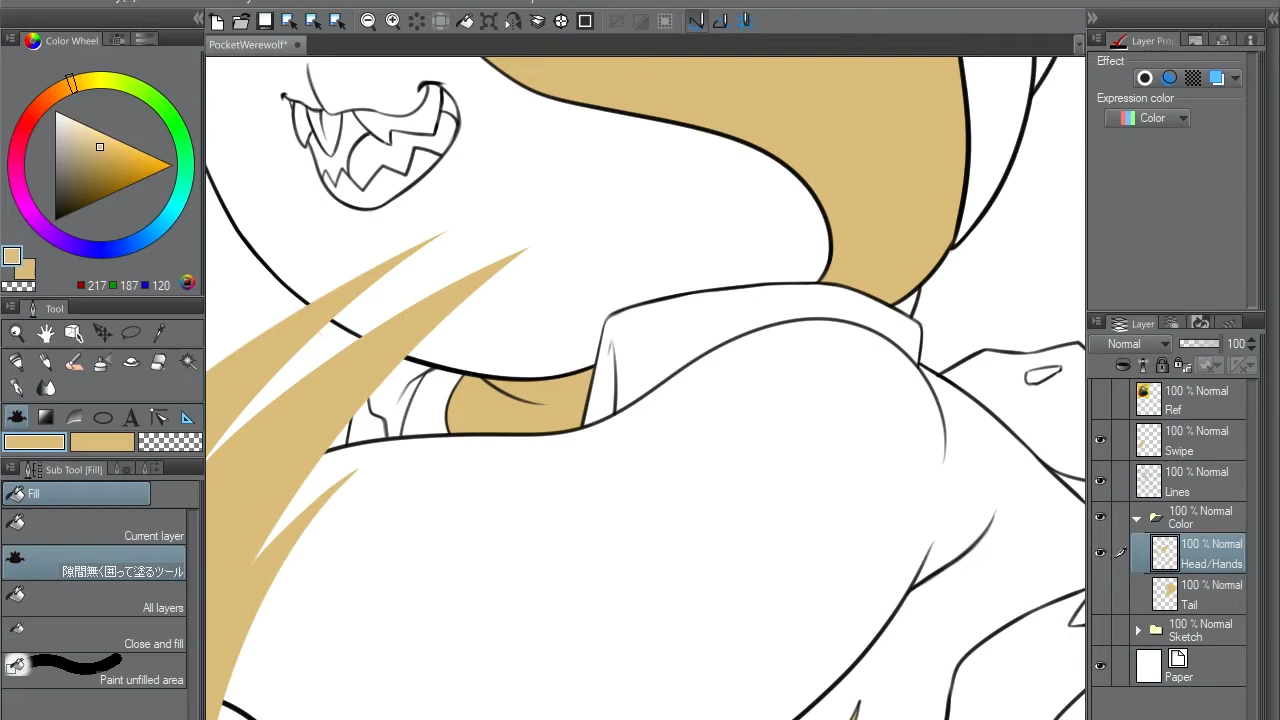 PocketWerewolf*
Color Wheel
217 187 120
Tool
Sub Tool [Fill]
Fill
Current layer
隙間無く囲って塗るツール
All layers
Close and fill
Paint unfilled area
Layer Prop
Effect
Expression color
Color
Layer
Normal
100
100 % Normal
Ref
100 % Normal
Swipe
100 % Normal
Lines
100 % Normal
Color
100 % Normal
Head/Hands
100 % Normal
Tail
100 % Normal
Sketch
100 % Normal
Paper